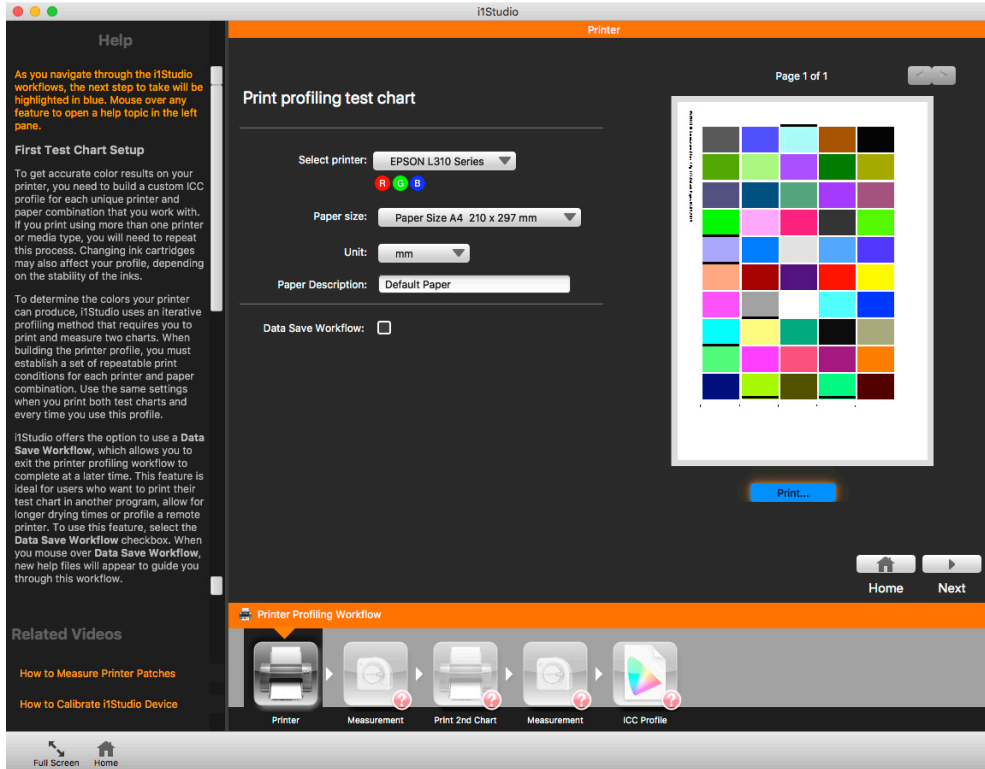 i1Studio
Help
As you navigate through the i1Studio
workflows, the next step to take will be
highlighted in blue. Mouse over any
feature to open a help topic in the left
pane.
First Test Chart Setup
To get accurate color results on your
printer, you need to build a custom ICC
profile for each unique printer and
paper combination that you work with.
If you print using more than one printer
or media type, you will need to repeat
this process. Changing ink cartridges
may also affect your profile, depending
on the stability of the inks.
To determine the colors your printer
can produce, i1Studio uses an iterative
profiling method that requires you to
print and measure two charts. When
building the printer profile, you must
establish a set of repeatable print
conditions for each printer and paper
combination. Use the same settings
when you print both test charts and
every time you use this profile.
i1Studio offers the option to use a Data
Save Workflow, which allows you to
exit the printer profiling workflow to
complete at a later time. This feature is
ideal for users who want to print their
test chart in another program, allow for
longer drying times or profile a remote
printer. To use this feature, select the
Data Save Workflow checkbox. When
you mouse over Data Save Workflow,
new help files will appear to guide you
through this workflow.
Related Videos
How to Measure Printer Patches
How to Calibrate i1Studio Device
Printer
Print profiling test chart
Select printer: EPSON L310 Series
R G B
Paper size: Paper Size A4 210 x 297 mm
Unit: mm
Paper Description: Default Paper
Data Save Workflow:
Page 1 of 1
Print...
Home Next
Printer Profiling Workflow
Printer Measurement Print 2nd Chart Measurement ICC Profile
Full Screen Home